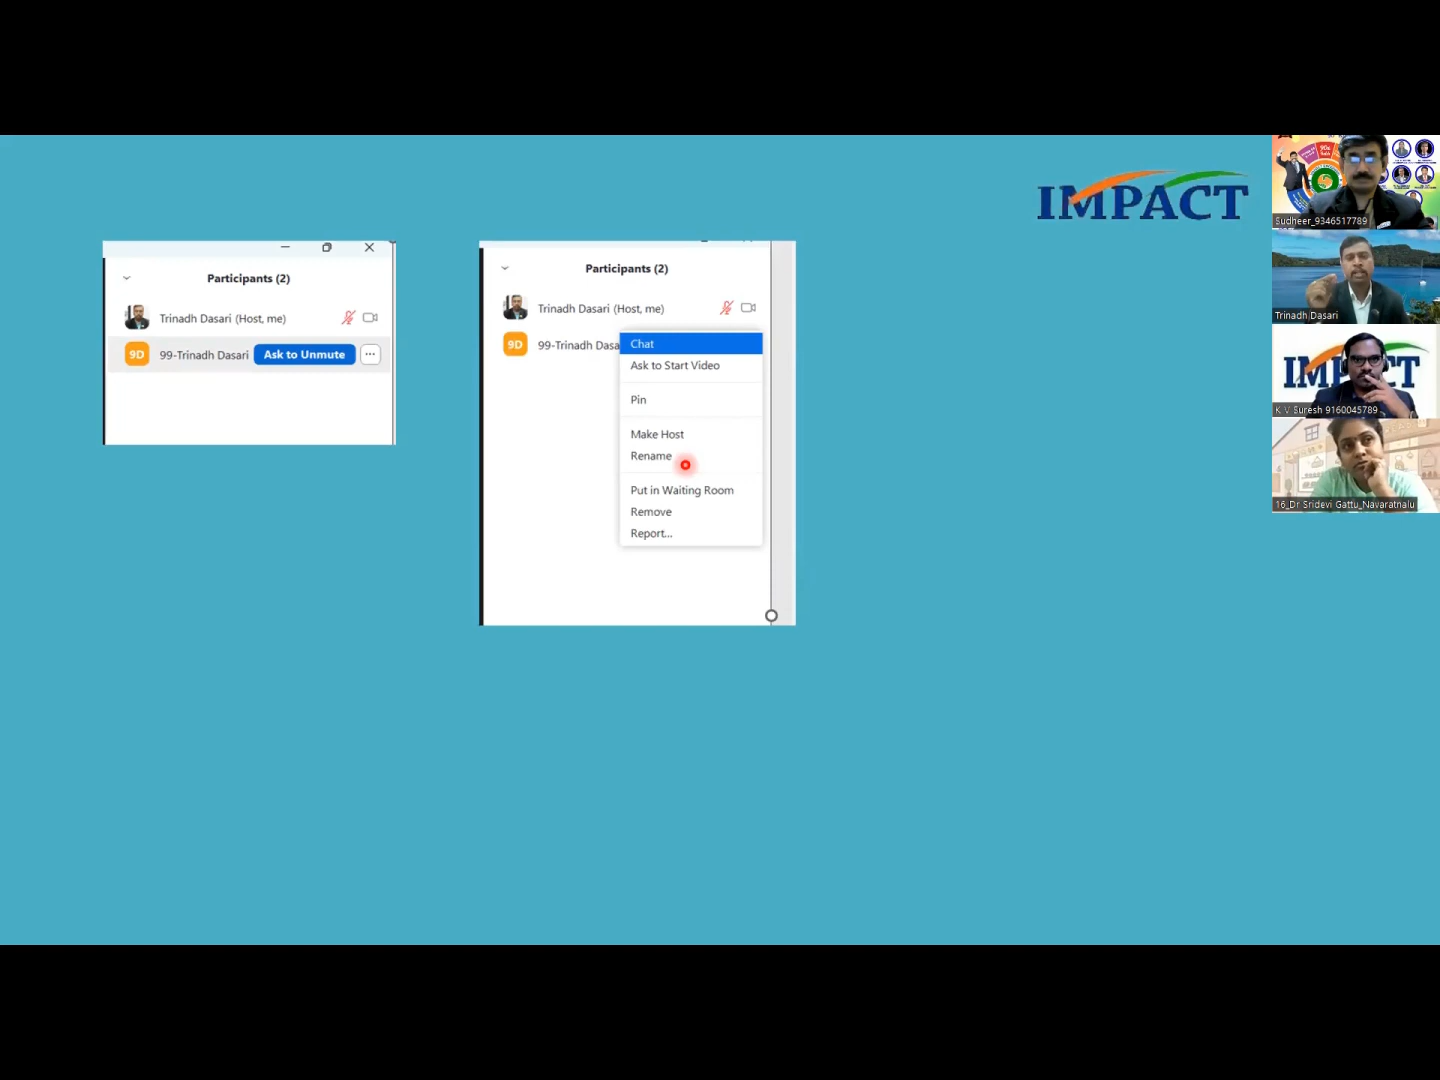 IMPACT
Participants (2)
Trinadh Dasari (Host, me)
9D
99-Trinadh Dasari
Ask to Unmute
...
Participants (2)
Trinadh Dasari (Host, me)
9D
99-Trinadh Dasa
Chat
Ask to Start Video
Pin
Make Host
Rename
Put in Waiting Room
Remove
Report...
Sudheer_9346517789
Trinadh Dasari
K V Suresh 9160045789
16_Dr Sridevi Gattu_Navaratnalu